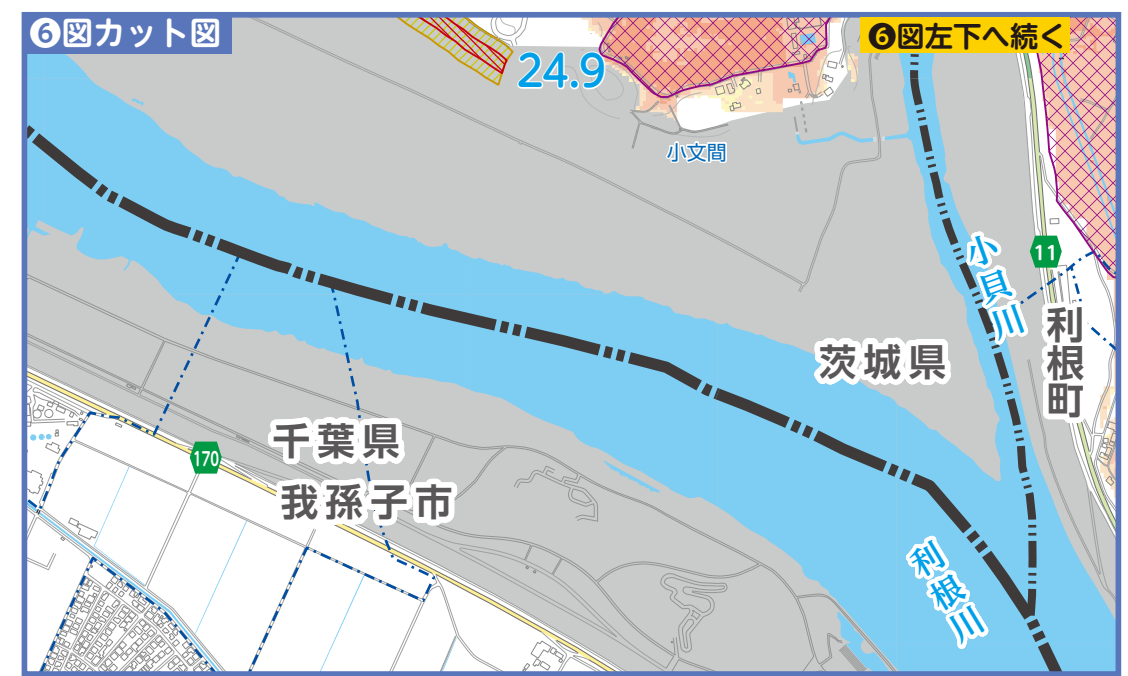 ❻図カット図
❻図左下へ続く
24.9
小文間
小貝川
11
利根町
茨城県
千葉県
170
我孫子市
利根川